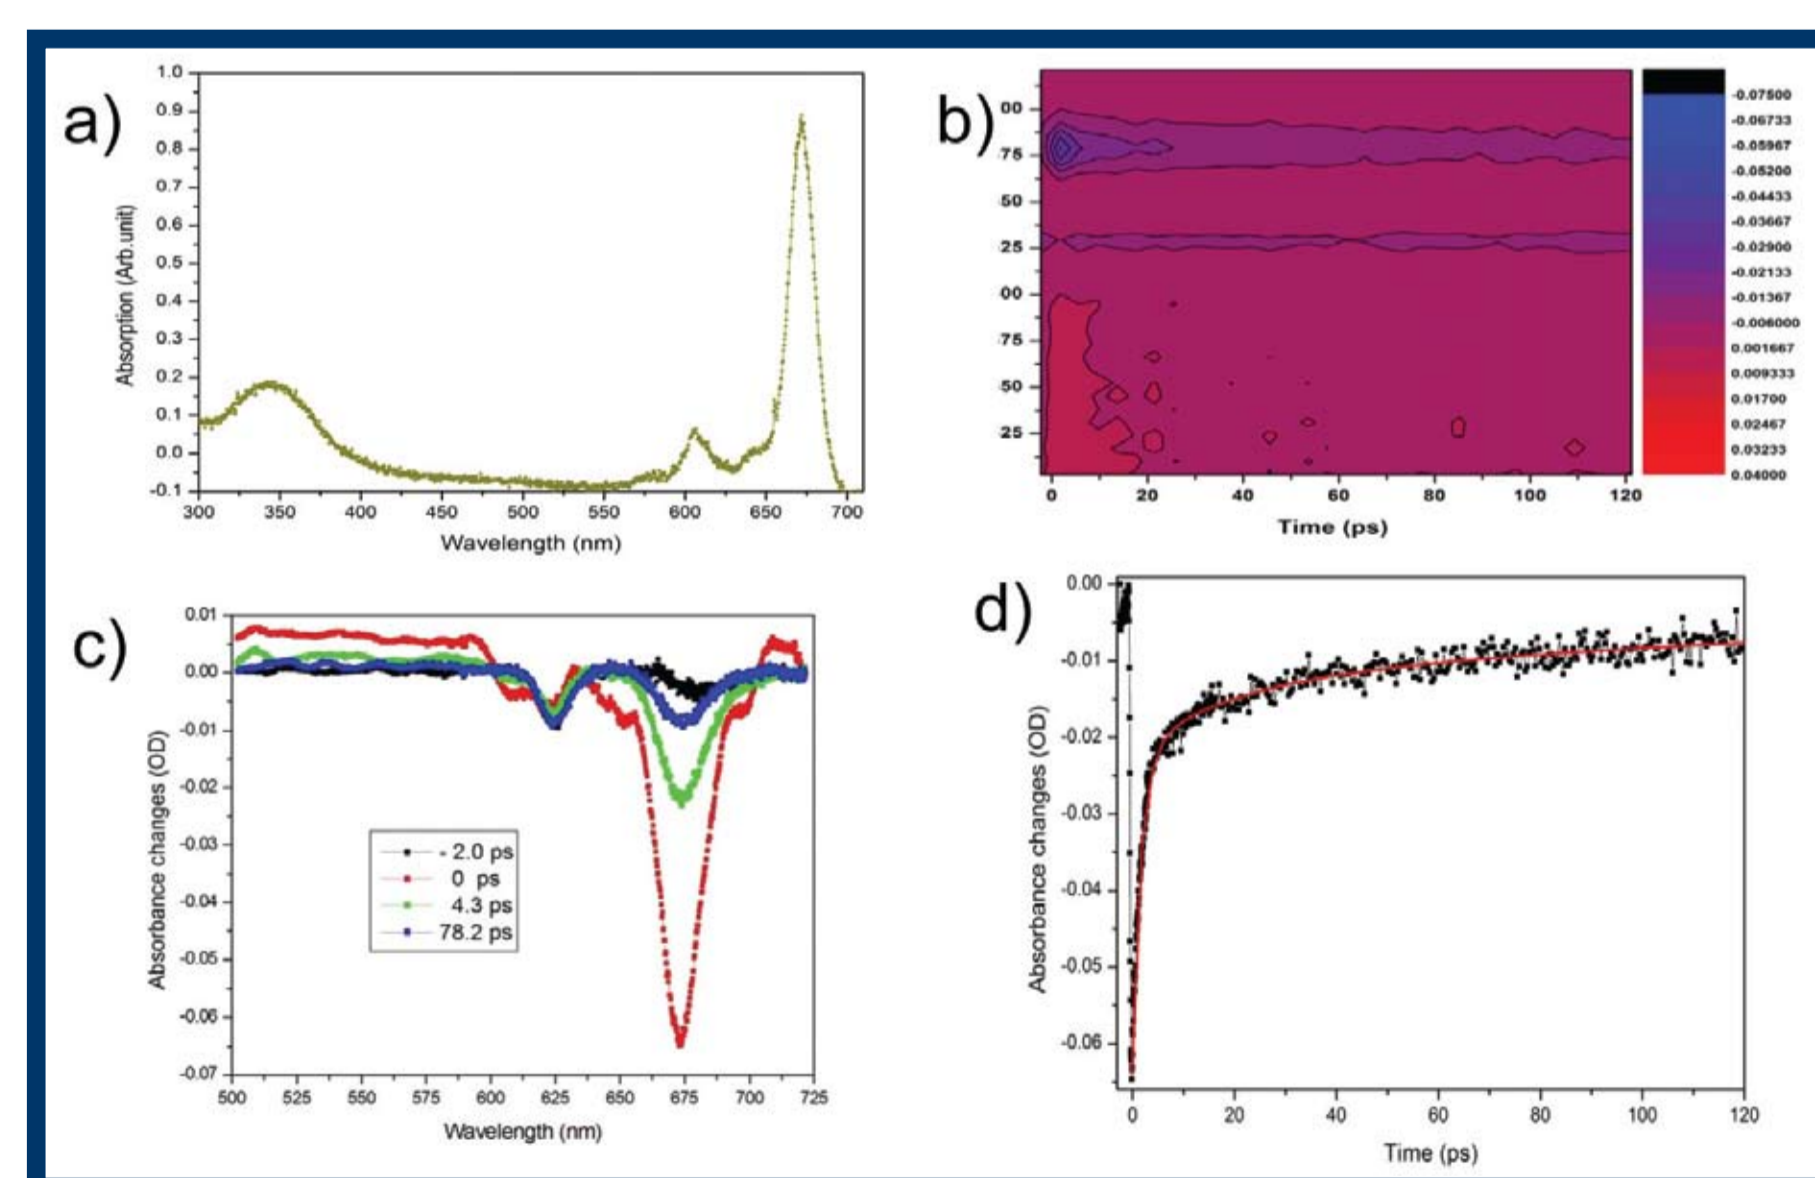 a)
1.0
0.9
0.8
0.7
0.6
0.5
0.4
0.3
0.2
0.1
0.0
-0.1
Absorption (Arb.unit)
300 350 400 450 500 550 600 650 700
Wavelength (nm)
b)
00
75
50
25
00
75
50
25
0 20 40 60 80 100 120
Time (ps)
-0.07500
-0.06733
-0.05967
-0.05200
-0.04433
-0.03667
-0.02900
-0.02133
-0.01367
-0.006000
0.001667
0.009333
0.01700
0.02467
0.03233
0.04000
c)
0.01
0.00
-0.01
-0.02
-0.03
-0.04
-0.05
-0.06
-0.07
Absorbance changes (OD)
- 2.0 ps
0 ps
4.3 ps
78.2 ps
500 525 550 575 600 625 650 675 700 725
Wavelength (nm)
d)
0.00
-0.01
-0.02
-0.03
-0.04
-0.05
-0.06
Absorbance changes (OD)
0 20 40 60 80 100 120
Time (ps)